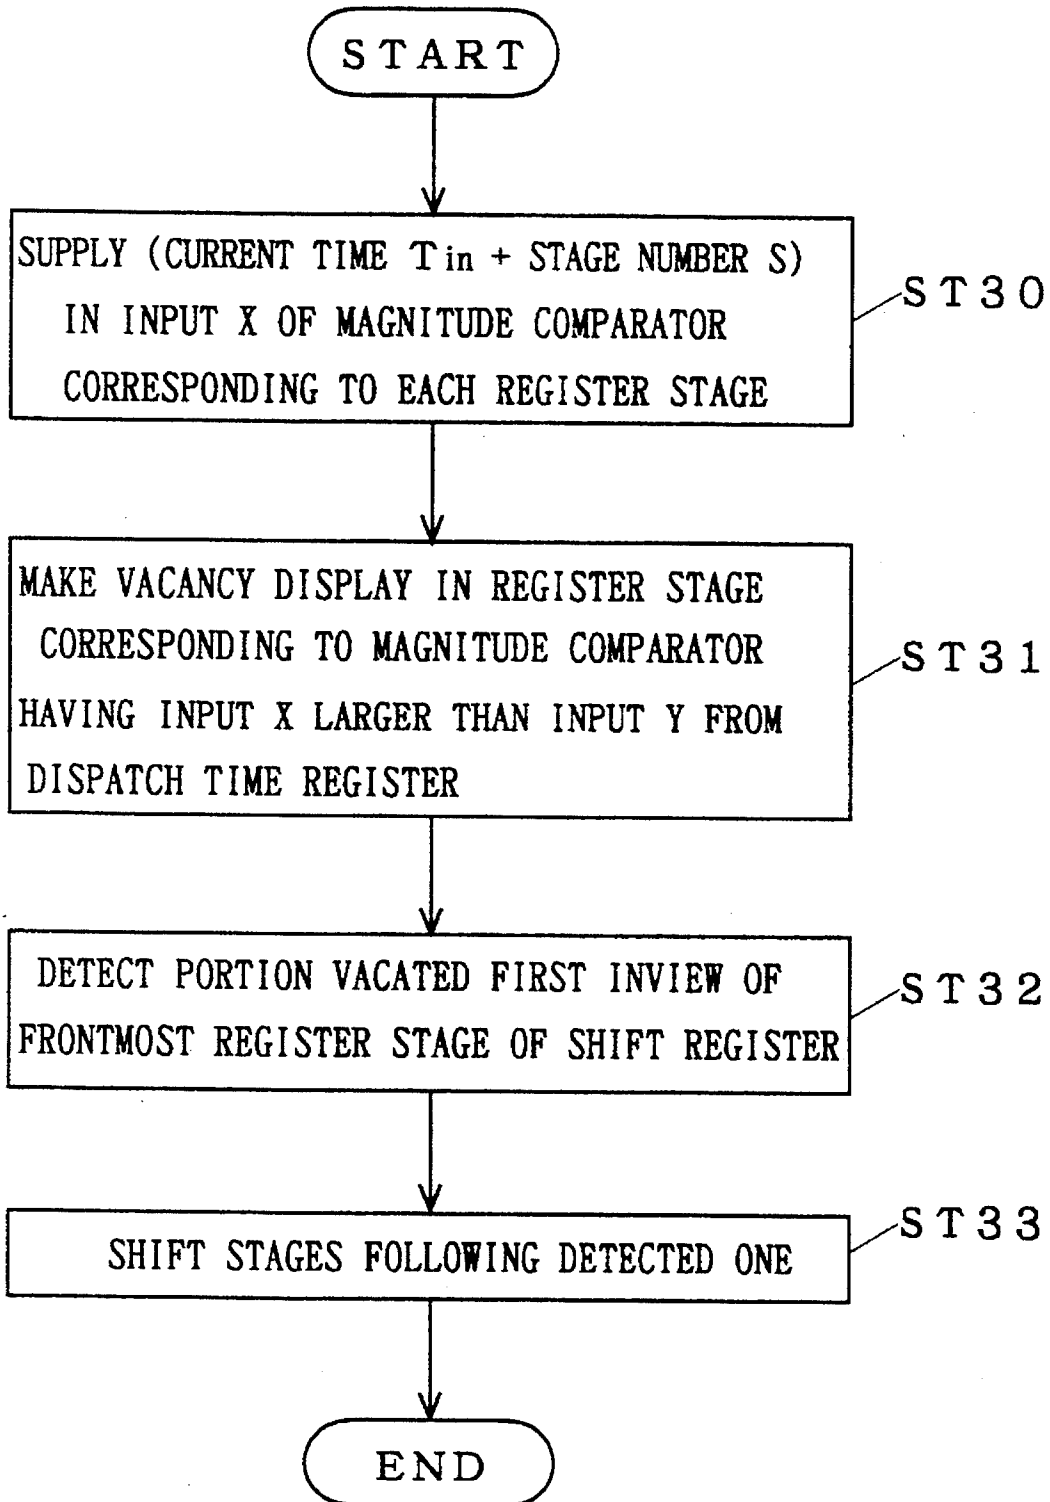 START
SUPPLY (CURRENT TIME Tin + STAGE NUMBER S)
IN INPUT X OF MAGNITUDE COMPARATOR
CORRESPONDING TO EACH REGISTER STAGE
ST30
MAKE VACANCY DISPLAY IN REGISTER STAGE
CORRESPONDING TO MAGNITUDE COMPARATOR
HAVING INPUT X LARGER THAN INPUT Y FROM
DISPATCH TIME REGISTER
ST31
DETECT PORTION VACATED FIRST INVIEW OF
FRONTMOST REGISTER STAGE OF SHIFT REGISTER
ST32
SHIFT STAGES FOLLOWING DETECTED ONE
ST33
END